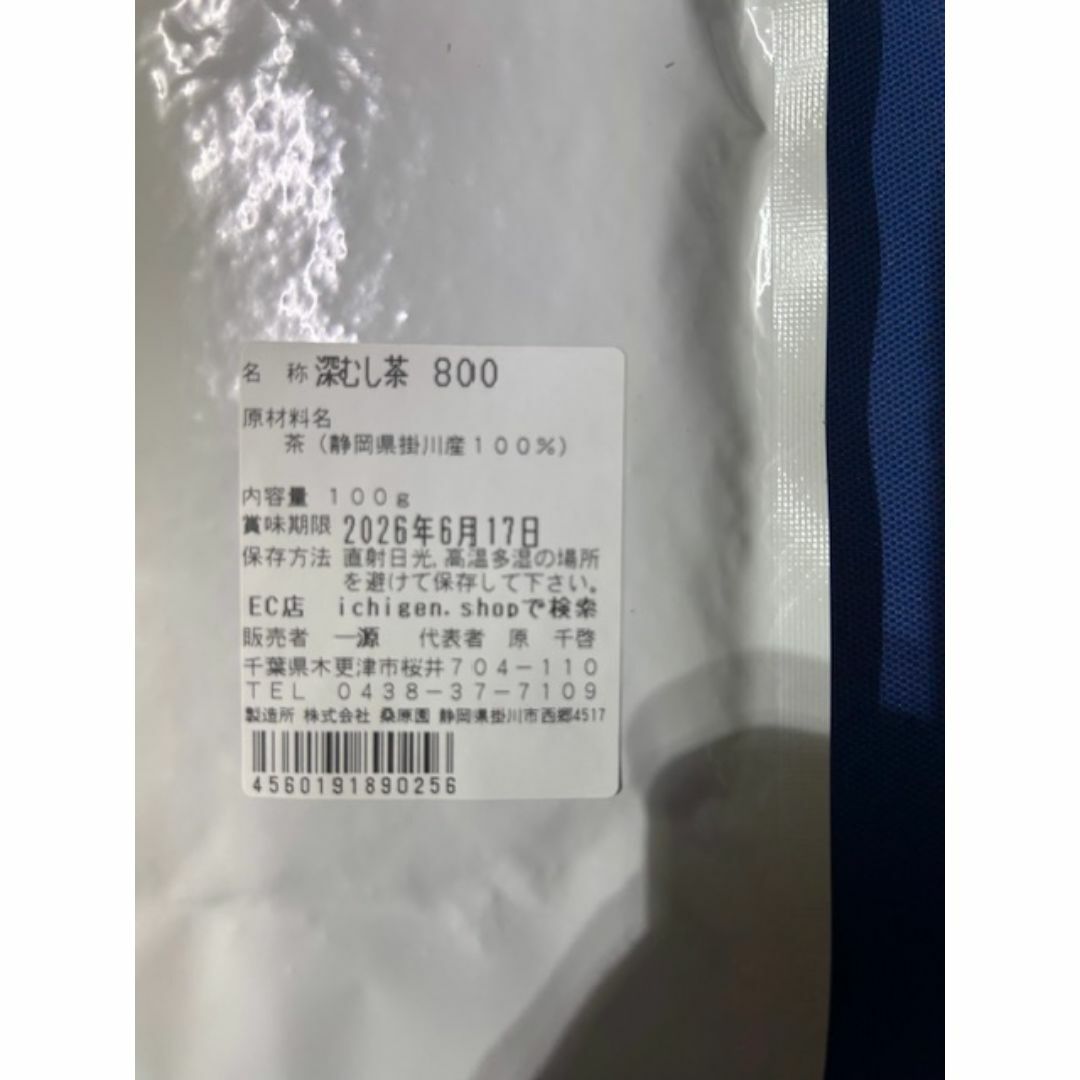 名 称 深むし茶 800
原材料名
茶（静岡県掛川産１００％）
内容量 １００ｇ
賞味期限 2026年6月17日
保存方法 直射日光,高温多湿の場所
を避けて保存して下さい。
EC店 ichigen.shopで検索
販売者 一源 代表者 原 千啓
千葉県木更津市桜井７０４－１１０
ＴＥＬ ０４３８－３７－７１０９
製造所 株式会社 桑原園 静岡県掛川市西郷4517
4560191890256